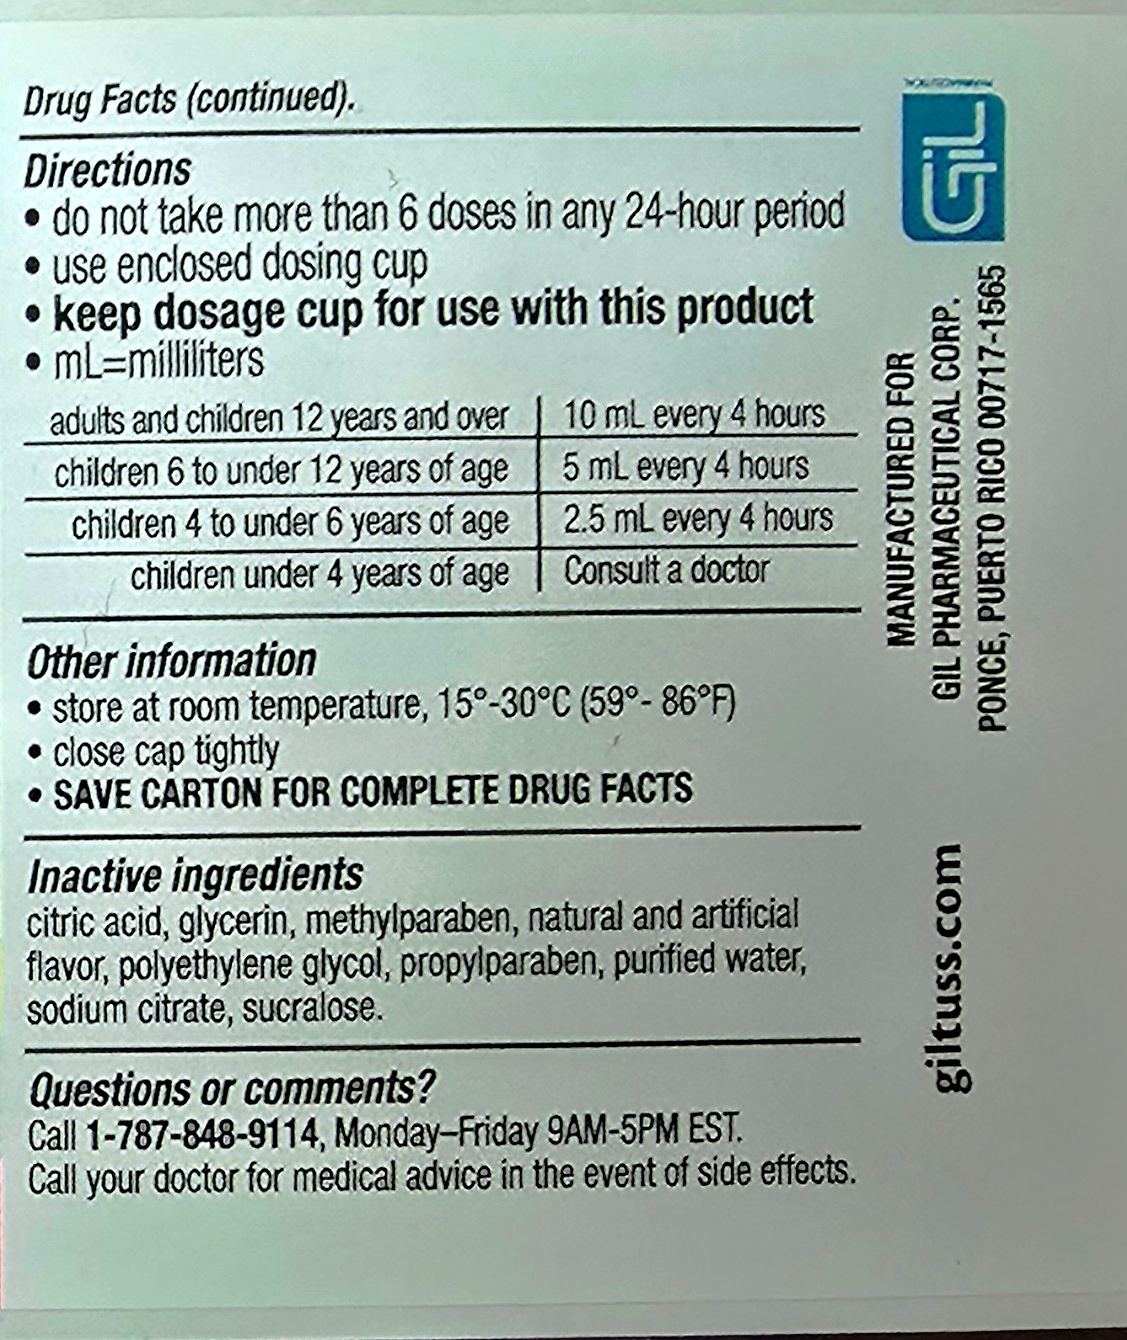 Drug Facts (continued).
Directions
• do not take more than 6 doses in any 24-hour period
• use enclosed dosing cup
• keep dosage cup for use with this product
• mL=milliliters
adults and children 12 years and over | 10 mL every 4 hours
children 6 to under 12 years of age | 5 mL every 4 hours
children 4 to under 6 years of age | 2.5 mL every 4 hours
children under 4 years of age | Consult a doctor
Other information
• store at room temperature, 15°-30°C (59°- 86°F)
• close cap tightly
• SAVE CARTON FOR COMPLETE DRUG FACTS
Inactive ingredients
citric acid, glycerin, methylparaben, natural and artificial
flavor, polyethylene glycol, propylparaben, purified water,
sodium citrate, sucralose.
Questions or comments?
Call 1-787-848-9114, Monday–Friday 9AM-5PM EST.
Call your doctor for medical advice in the event of side effects.
GiL
MANUFACTURED FOR
GIL PHARMACEUTICAL CORP.
PONCE, PUERTO RICO 00717-1565
giltuss.com